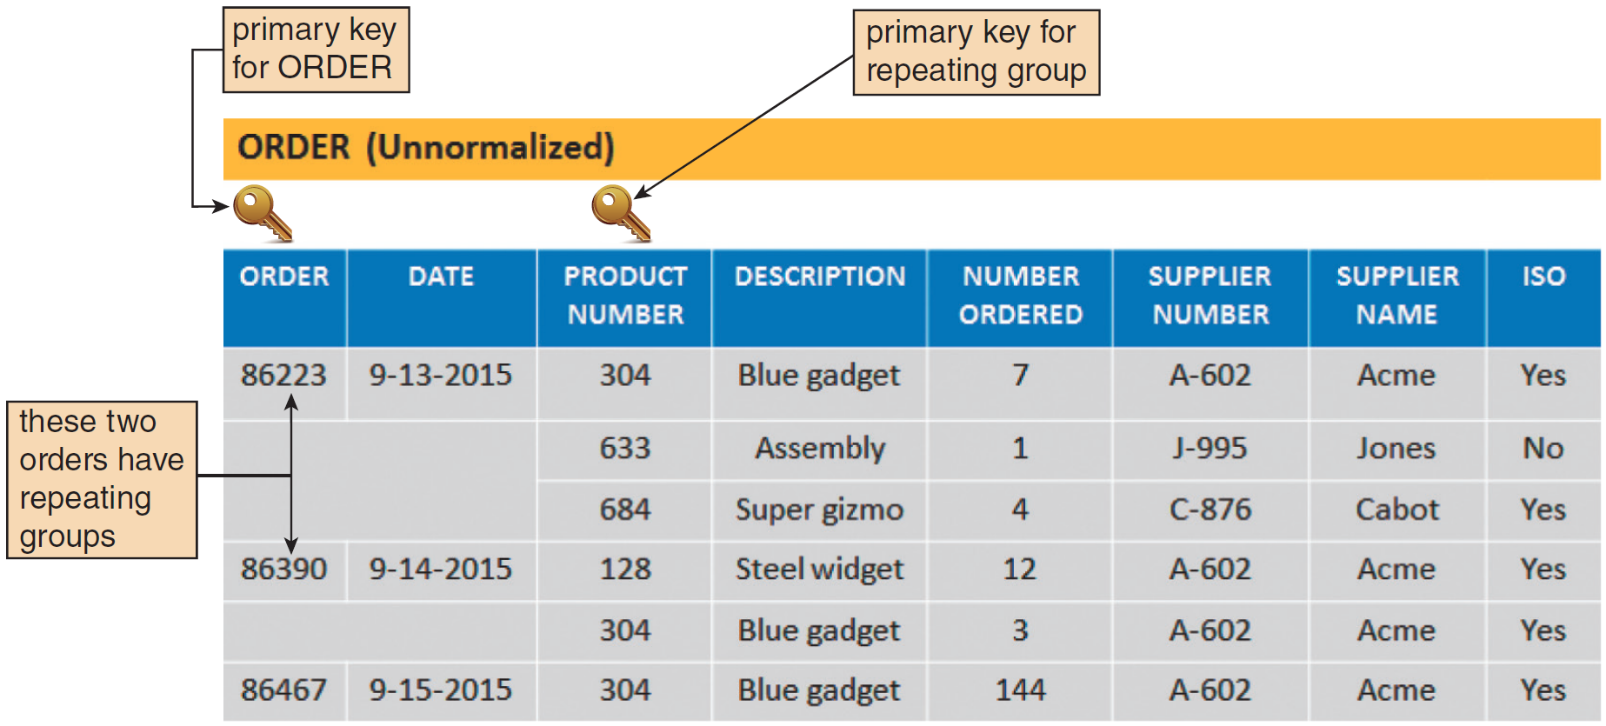 primary key
for ORDER
primary key for
repeating group
ORDER (Unnormalized)
ORDER DATE PRODUCT NUMBER DESCRIPTION NUMBER ORDERED SUPPLIER NUMBER SUPPLIER NAME ISO
86223 9-13-2015 304 Blue gadget 7 A-602 Acme Yes
633 Assembly 1 J-995 Jones No
684 Super gizmo 4 C-876 Cabot Yes
86390 9-14-2015 128 Steel widget 12 A-602 Acme Yes
304 Blue gadget 3 A-602 Acme Yes
86467 9-15-2015 304 Blue gadget 144 A-602 Acme Yes
these two
orders have
repeating
groups